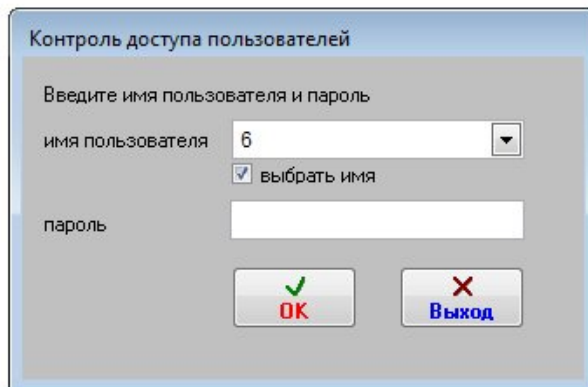 Контроль доступа пользователей
Введите имя пользователя и пароль
имя пользователя 6
выбрать имя
пароль
OK Выход